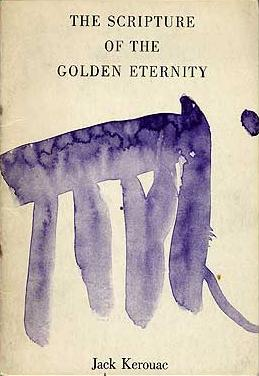 THE SCRIPTURE
OF THE
GOLDEN ETERNITY
Jack Kerouac